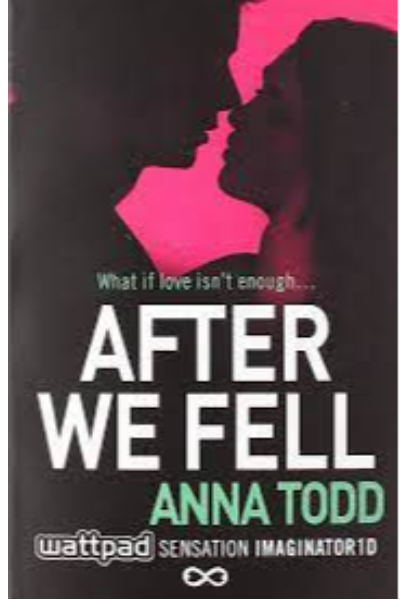 What if love isn't enough...
AFTER
WE FELL
ANNA TODD
wattpad SENSATION IMAGINATOR1D